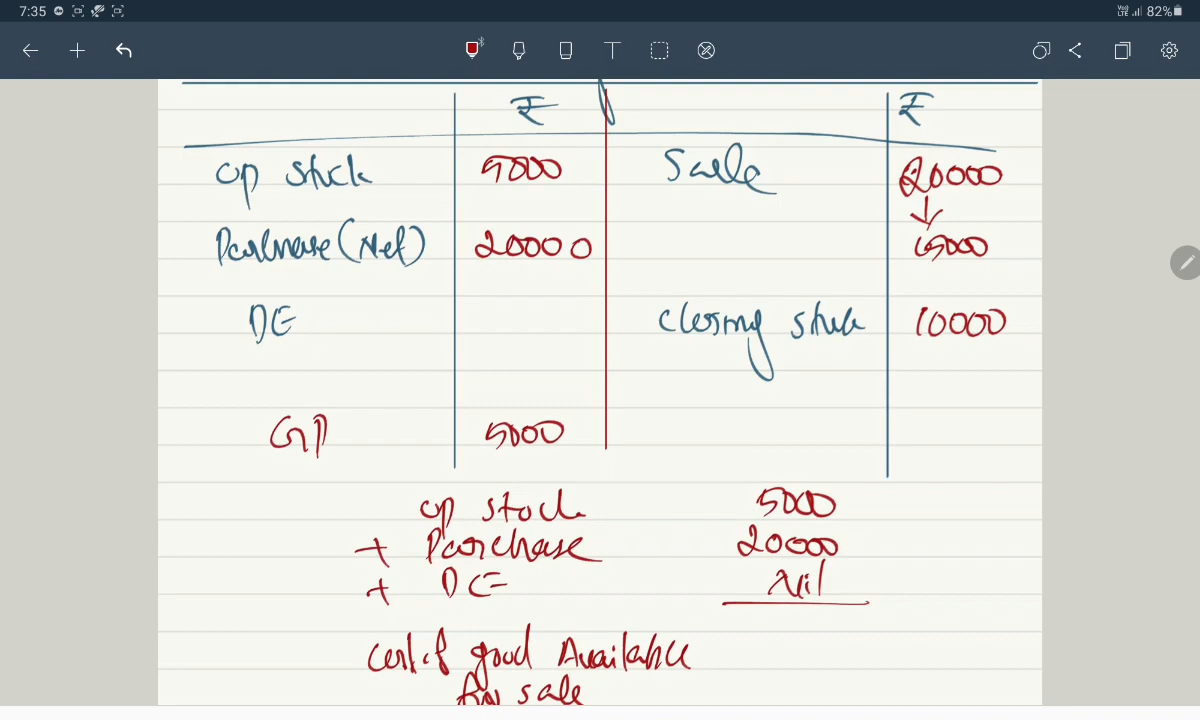 7:35 82%
₹ ₹
op stock 5000 Sale 20000
Purchase (Net) 20000 15000
DE closing stock 10000
GP 5000
op stock 5000
+ Purchase 20000
+ DE Nil
cost of good Available
for sale